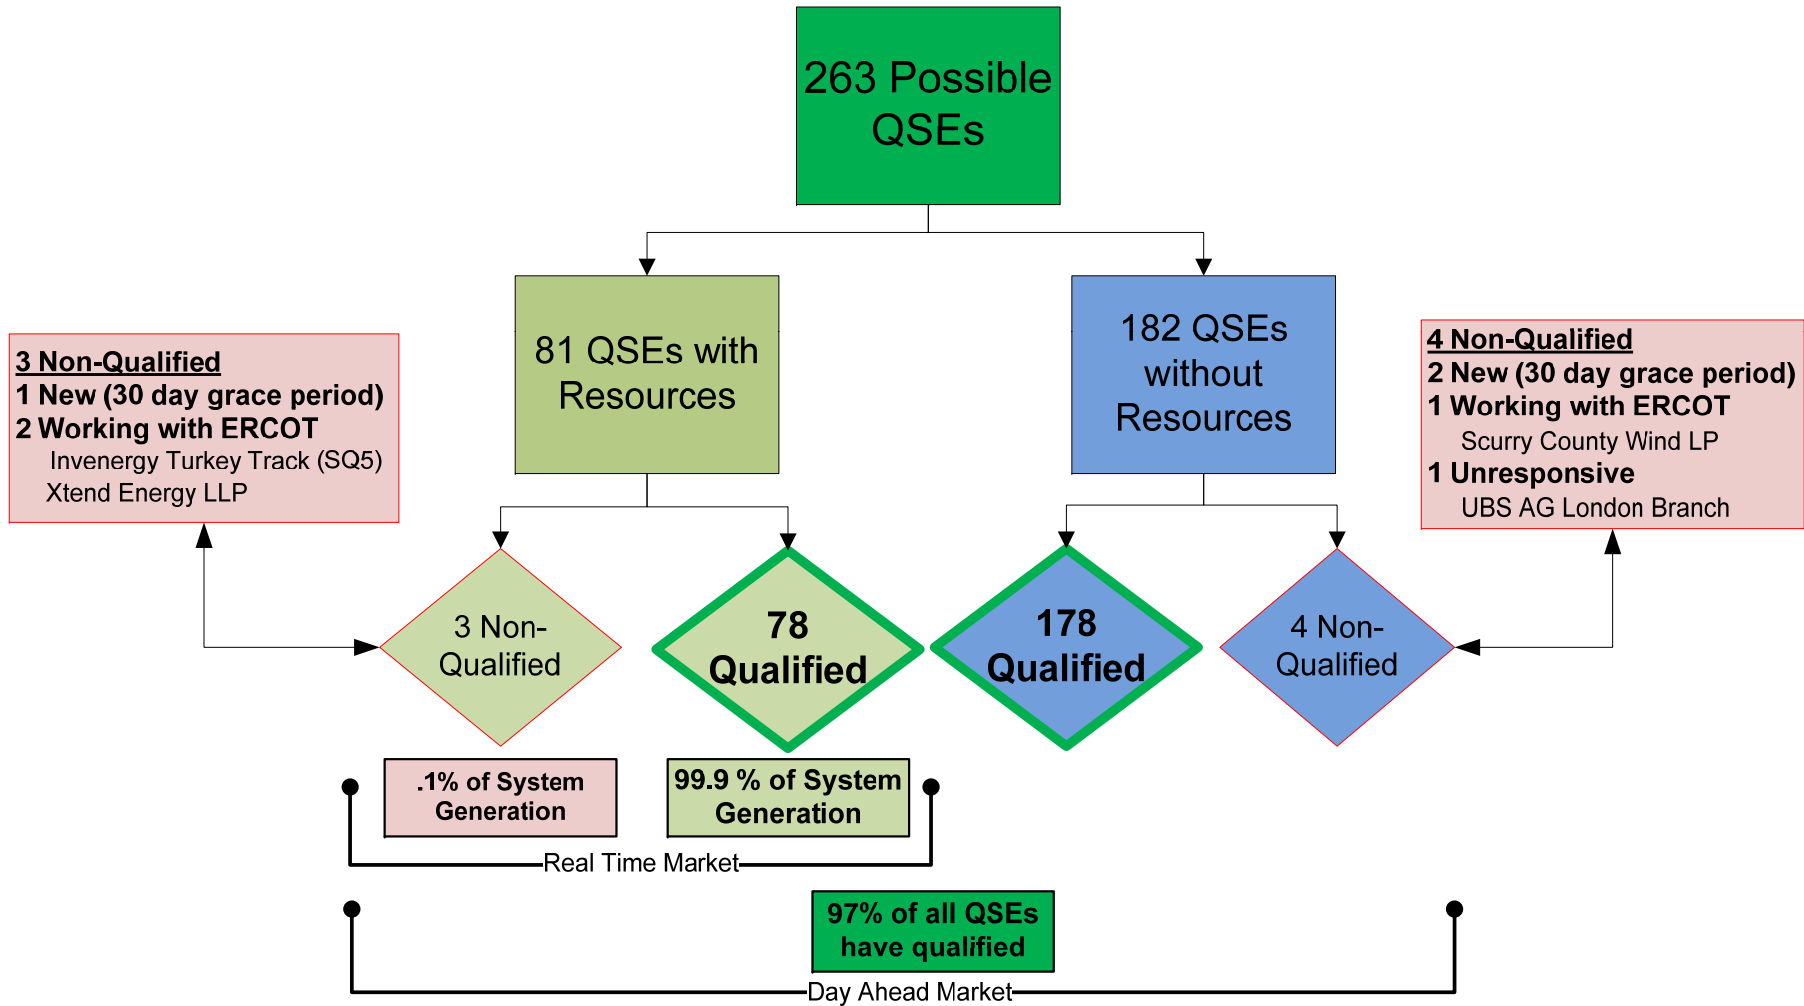 263 Possible
QSEs
81 QSEs with
Resources
182 QSEs
without
Resources
3 Non-Qualified
1 New (30 day grace period)
2 Working with ERCOT
Invenergy Turkey Track (SQ5)
Xtend Energy LLP
4 Non-Qualified
2 New (30 day grace period)
1 Working with ERCOT
Scurry County Wind LP
1 Unresponsive
UBS AG London Branch
3 Non-
Qualified
78
Qualified
178
Qualified
4 Non-
Qualified
.1% of System
Generation
99.9 % of System
Generation
Real Time Market
97% of all QSEs
have qualified
Day Ahead Market